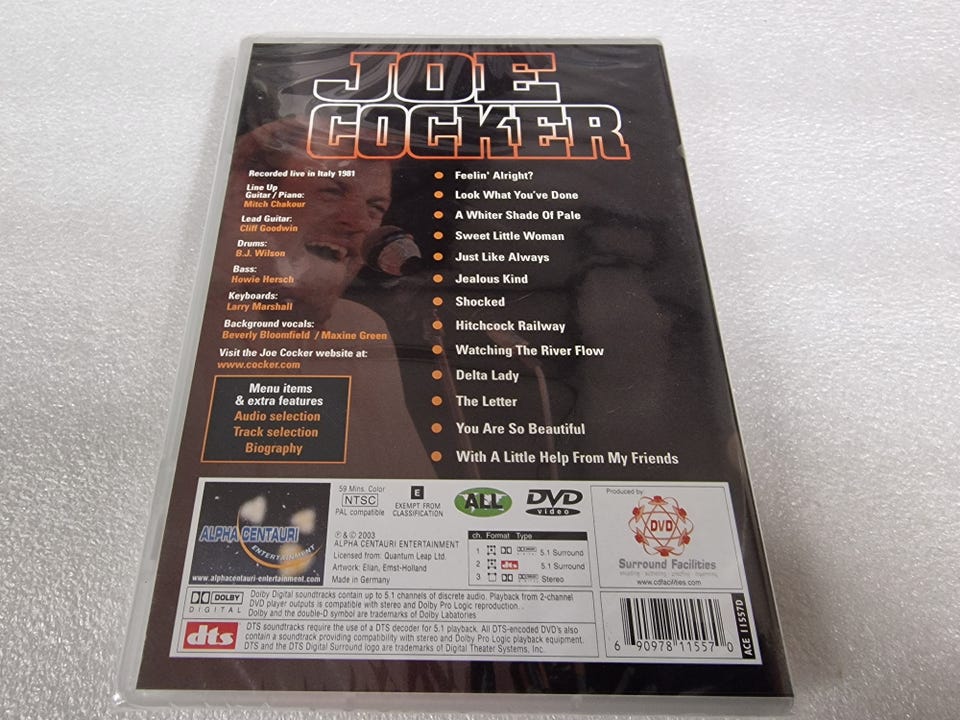 JOE
COCKER
Recorded live in Italy 1981
Line Up
Guitar / Piano:
Mitch Chakour
Lead Guitar:
Cliff Goodwin
Drums:
B.J. Wilson
Bass:
Howie Hersch
Keyboards:
Larry Marshall
Background vocals:
Beverly Bloomfield / Maxine Green
Visit the Joe Cocker website at:
www.cocker.com
Menu items
& extra features
Audio selection
Track selection
Biography
Feelin' Alright?
Look What You've Done
A Whiter Shade Of Pale
Sweet Little Woman
Just Like Always
Jealous Kind
Shocked
Hitchcock Railway
Watching The River Flow
Delta Lady
The Letter
You Are So Beautiful
With A Little Help From My Friends
ALPHA CENTAURI
ENTERTAINMENT
www.alphacentauri-entertainment.com
59 Mins. Color
NTSC
PAL compatible
E
EXEMPT FROM
CLASSIFICATION
ALL
DVD
video
℗ & © 2003
ALPHA CENTAURI ENTERTAINMENT
Licensed from: Quantum Leap Ltd.
Artwork: Elian, Emst-Holland
Made in Germany
ch. Format Type
1 5.1 Surround
2 dts 5.1 Surround
3 Stereo
Produced by:
DVD
Surround Facilities
www.cdfacilities.com
DOLBY
DIGITAL
Dolby Digital soundtracks contain up to 5.1 channels of discrete audio. Playback from 2-channel
DVD player outputs is compatible with stereo and Dolby Pro Logic reproduction.
Dolby and the double-D symbol are trademarks of Dolby Labatories
dts
DTS soundtracks require the use of a DTS decoder for 5.1 playback. All DTS-encoded DVD's also
contain a soundtrack providing compatibility with stereo and Dolby Pro Logic playback equipment.
DTS and the DTS Digital Surround logo are trademarks of Digital Theater Systems, Inc.
6 90978 11557 0
ACE 11557D